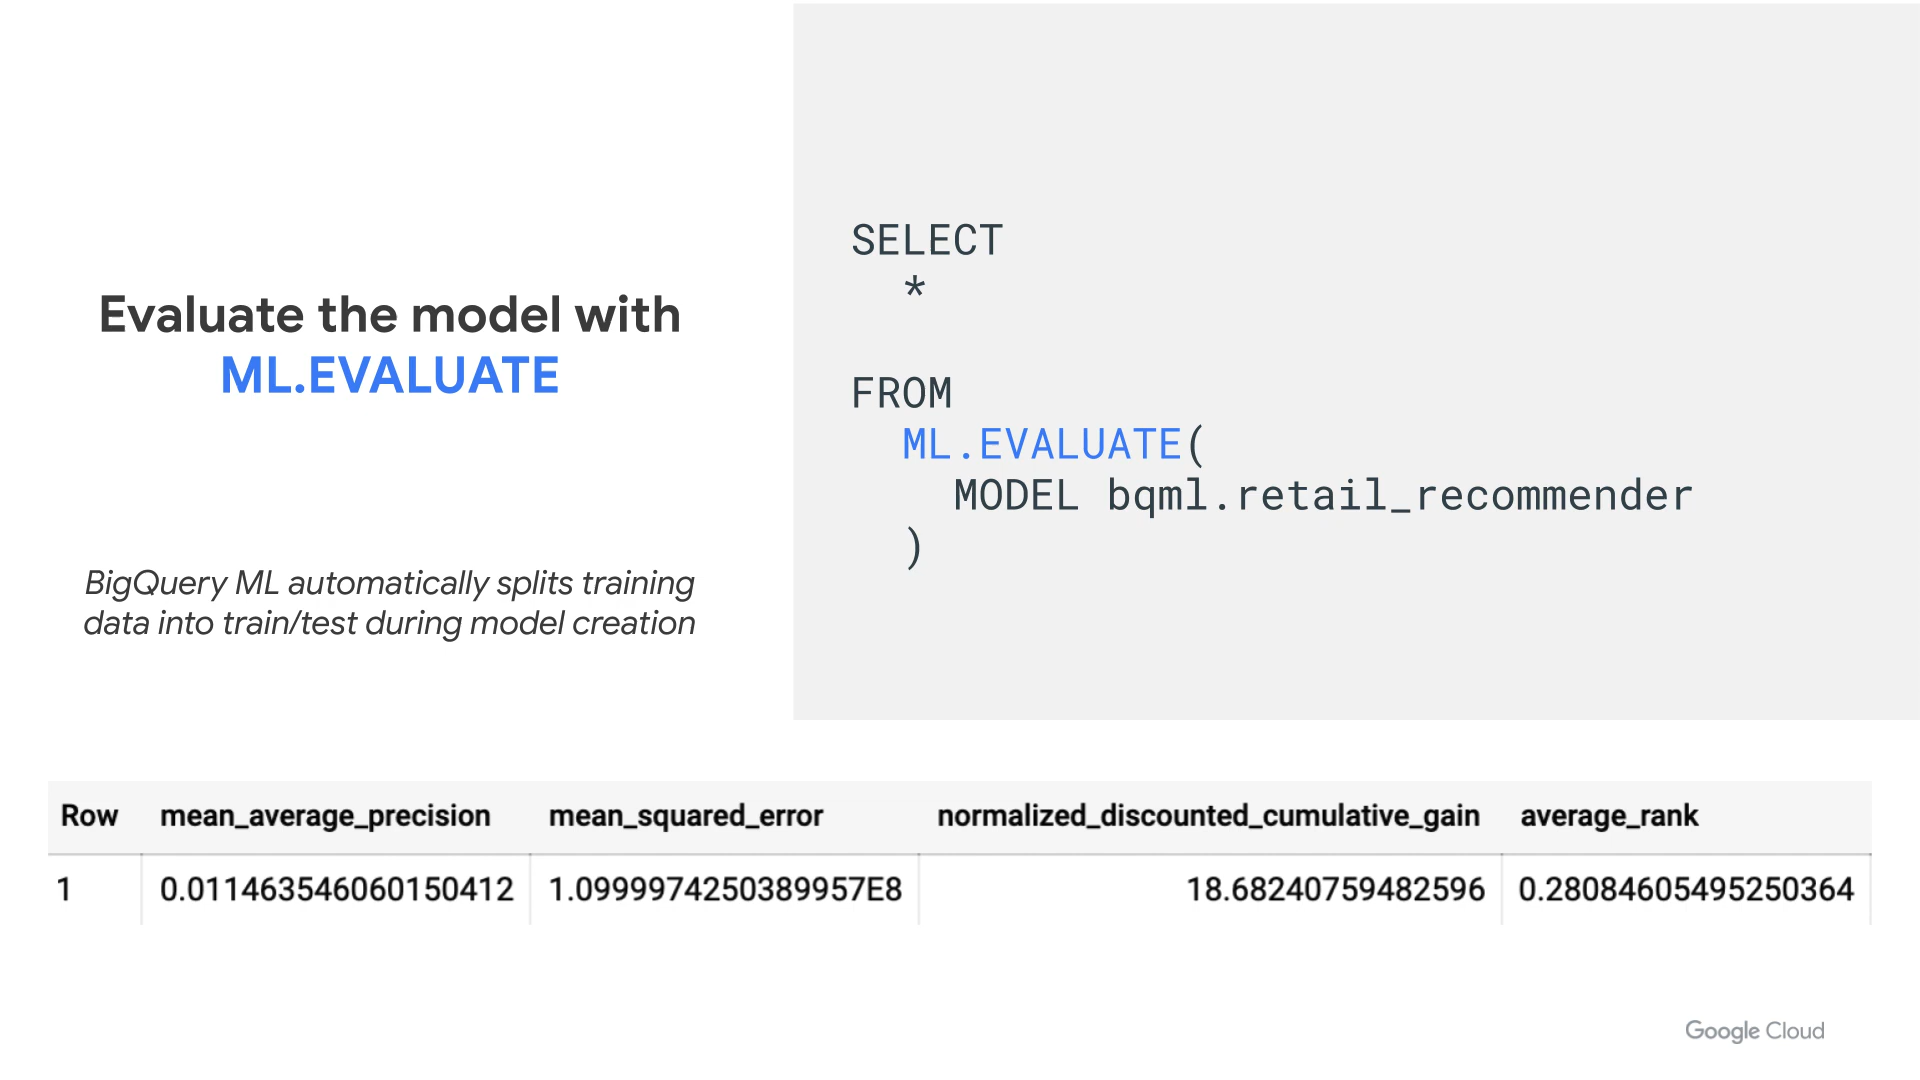 Evaluate the model with
ML.EVALUATE
BigQuery ML automatically splits training
data into train/test during model creation
SELECT
*
FROM
ML.EVALUATE(
MODEL bqml.retail_recommender
)
Row mean_average_precision mean_squared_error normalized_discounted_cumulative_gain average_rank
1 0.011463546060150412 1.0999974250389957E8 18.68240759482596 0.28084605495250364
Google Cloud